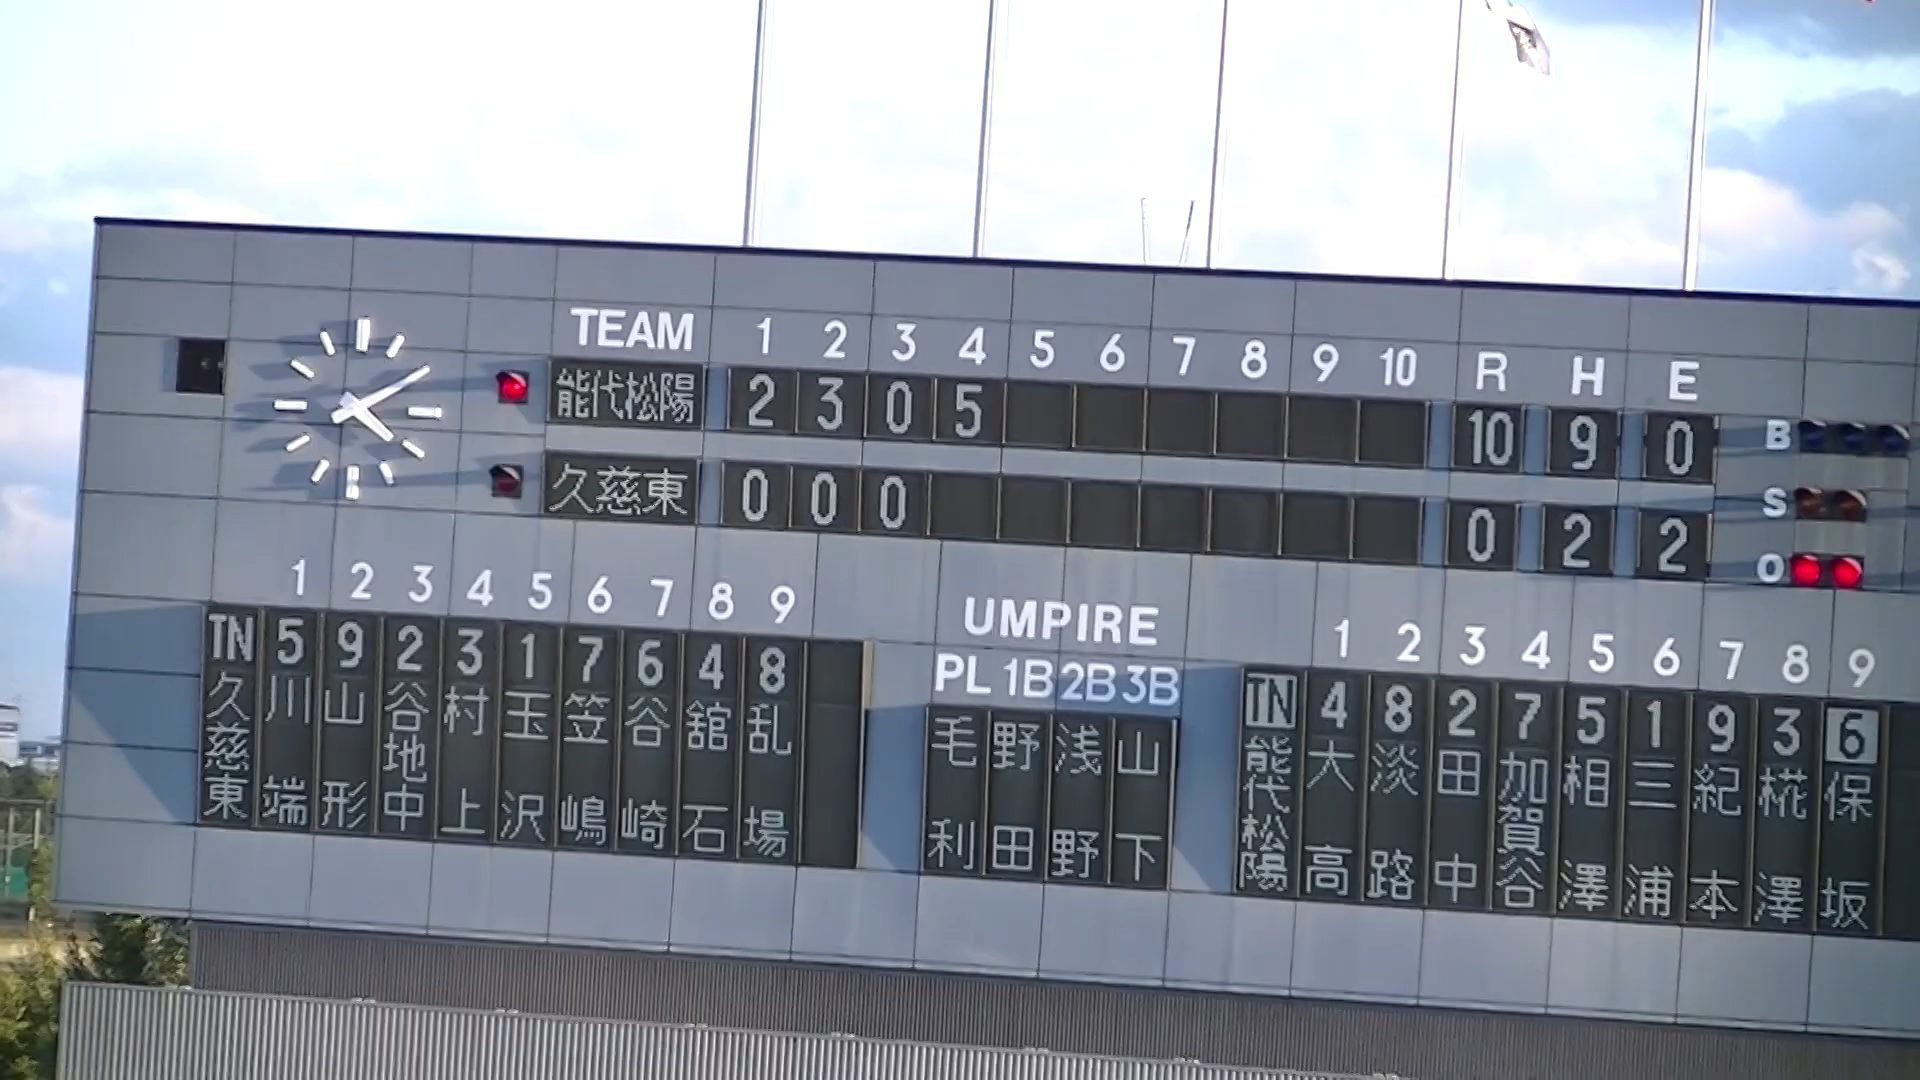 TEAM 1 2 3 4 5 6 7 8 9 10 R H E
能代松陽 2 3 0 5 10 9 0
久慈東 0 0 0 0 2 2
B
S
O
1 2 3 4 5 6 7 8 9
TN 5 9 2 3 1 7 6 4 8
久慈東
川端
山形
谷地中
村上
玉沢
笠嶋
谷崎
舘石
乱場
UMPIRE
PL 1B 2B 3B
毛利
野田
浅野
山下
1 2 3 4 5 6 7 8 9
TN 4 8 2 7 5 1 9 3 6
能代松陽
大高
淡路
田中
加賀谷
相澤
三浦
紀本
椛澤
保坂